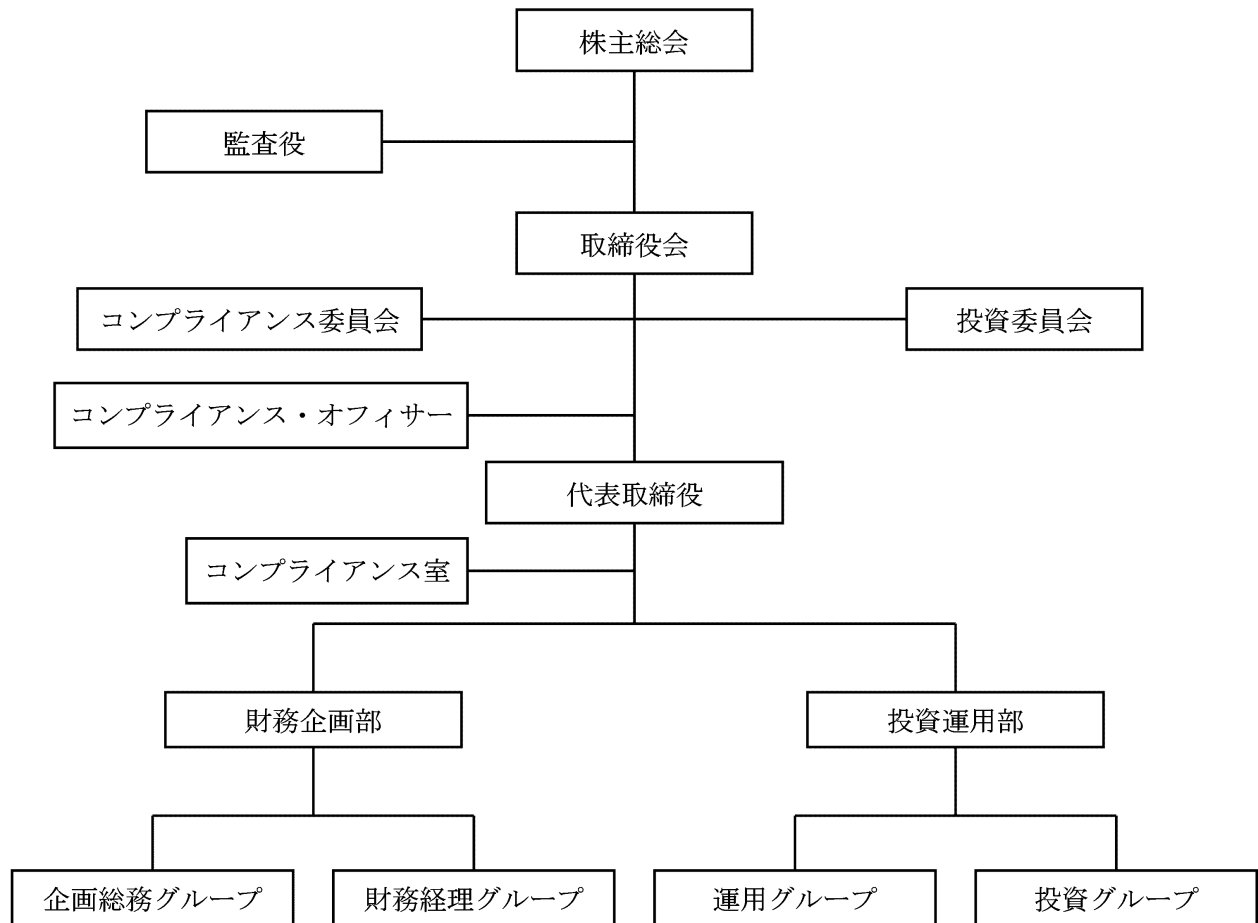 株主総会
監査役
取締役会
コンプライアンス委員会
投資委員会
コンプライアンス・オフィサー
代表取締役
コンプライアンス室
財務企画部
投資運用部
企画総務グループ
財務経理グループ
運用グループ
投資グループ